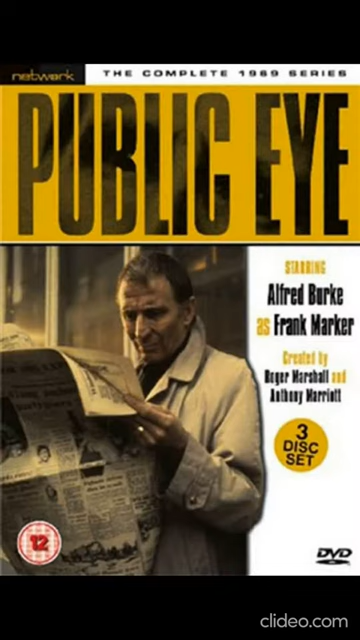 network THE COMPLETE 1969 SERIES
PUBLIC EYE
STARRING
Alfred Burke
as Frank Marker
Created by
Roger Marshall and
Anthony Marriott
3
DISC
SET
12
DVD
clideo.com